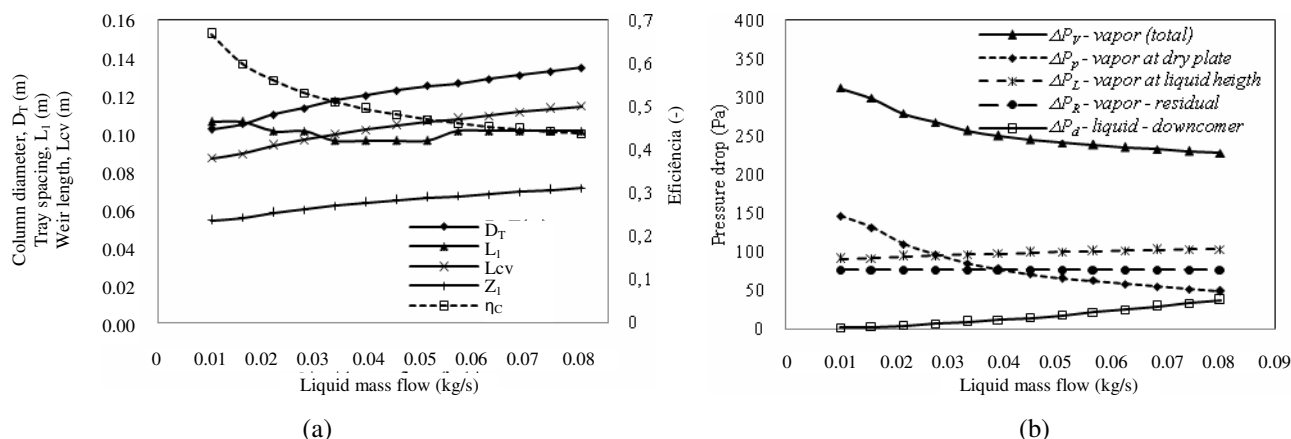 0.16
0.14
0.12
0.10
0.08
0.06
0.04
0.02
0.00
Column diameter, D_T (m)
Tray spacing, L_1 (m)
Weir length, Lcv (m)
0,7
0,6
0,5
0,4
0,3
0,2
0,1
0
Eficiência (-)
D_T
L_1
Lcv
Z_1
η_C
0 0.01 0.02 0.03 0.04 0.05 0.06 0.07 0.08
Liquid mass flow (kg/s)
(a)
400
350
300
250
200
150
100
50
0
Pressure drop (Pa)
ΔP_V - vapor (total)
ΔP_p - vapor at dry plate
ΔP_L - vapor at liquid heigth
ΔP_R - vapor - residual
ΔP_d - liquid - downcomer
0 0.01 0.02 0.03 0.04 0.05 0.06 0.07 0.08 0.09
Liquid mass flow (kg/s)
(b)